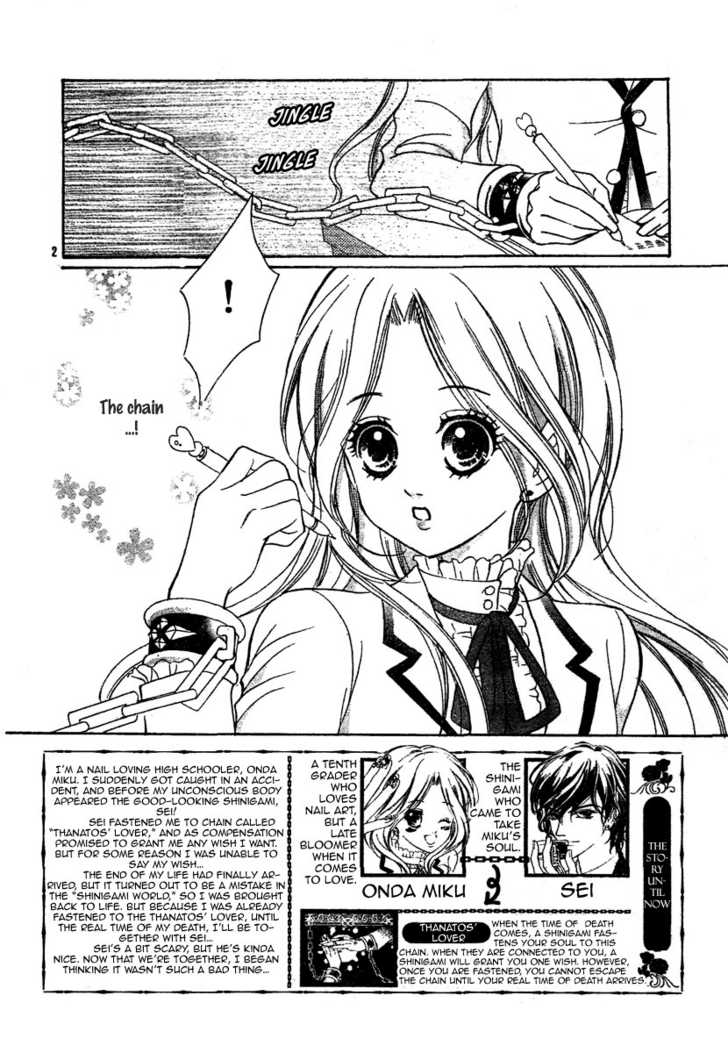 JINGLE
JINGLE
2
!
The chain
...!
I'M A NAIL LOVING HIGH SCHOOLER, ONDA
MIKU. I SUDDENLY GOT CAUGHT IN AN ACCI-
DENT, AND BEFORE MY UNCONSCIOUS BODY
APPEARED THE GOOD-LOOKING SHINIGAMI,
SEI!
SEI FASTENED ME TO CHAIN CALLED
"THANATOS' LOVER," AND AS COMPENSATION
PROMISED TO GRANT ME ANY WISH I WANT.
BUT FOR SOME REASON I WAS UNABLE TO
SAY MY WISH...
THE END OF MY LIFE HAD FINALLY AR-
RIVED, BUT IT TURNED OUT TO BE A MISTAKE IN
THE "SHINIGAMI WORLD," SO I WAS BROUGHT
BACK TO LIFE. BUT BECAUSE I WAS ALREADY
FASTENED TO THE THANATOS' LOVER, UNTIL
THE REAL TIME OF MY DEATH, I'LL BE TO-
GETHER WITH SEI...
SEI'S A BIT SCARY, BUT HE'S KINDA
NICE. NOW THAT WE'RE TOGETHER, I BEGAN
THINKING IT WASN'T SUCH A BAD THING...
A TENTH
GRADER
WHO
LOVES
NAIL ART,
BUT A
LATE
BLOOMER
WHEN IT
COMES
TO LOVE.
ONDA MIKU
THE
SHINI-
GAMI
WHO
CAME TO
TAKE
MIKU'S
SOUL.
SEI
THE
STO-
RY
UN-
TIL
NOW
THANATOS'
LOVER
WHEN THE TIME OF DEATH
COMES, A SHINIGAMI FAS-
TENS YOUR SOUL TO THIS
CHAIN. WHEN THEY ARE CONNECTED TO YOU, A
SHINIGAMI WILL GRANT YOU ONE WISH. HOWEVER,
ONCE YOU ARE FASTENED, YOU CANNOT ESCAPE
THE CHAIN UNTIL YOUR REAL TIME OF DEATH ARRIVES.